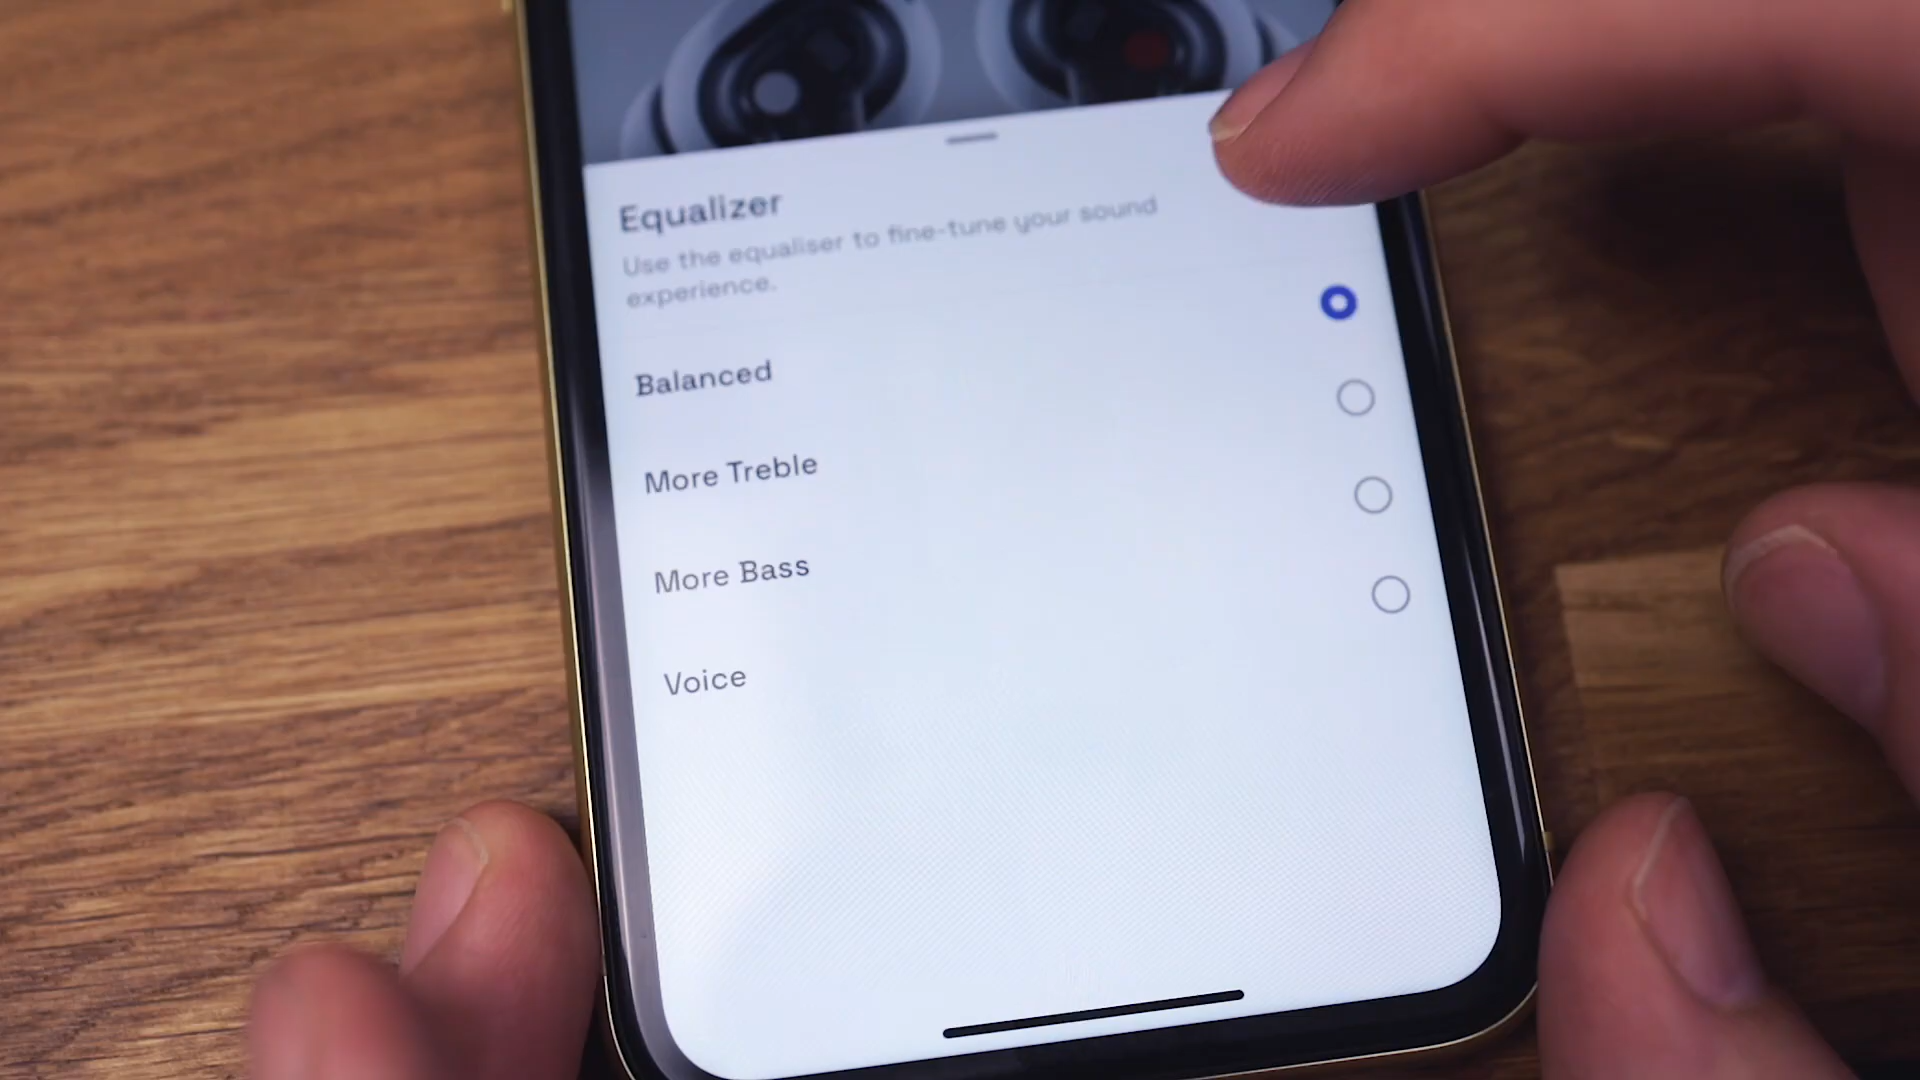 Equalizer
Use the equaliser to fine-tune your sound
experience.
Balanced
More Treble
More Bass
Voice